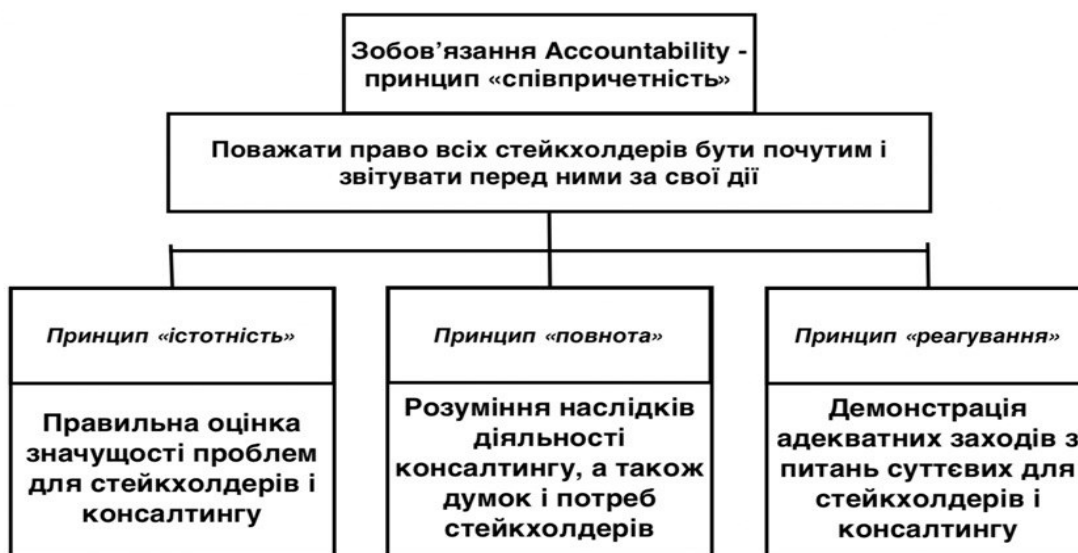 Зобов’язання Accountability -
принцип «співпричетність»
Поважати право всіх стейкхолдерів бути почутим і
звітувати перед ними за свої дії
Принцип «істотність»
Правильна оцінка
значущості проблем
для стейкхолдерів і
консалтингу
Принцип «повнота»
Розуміння наслідків
діяльності
консалтингу, а також
думок і потреб
стейкхолдерів
Принцип «реагування»
Демонстрація
адекватних заходів з
питань суттєвих для
стейкхолдерів і
консалтингу